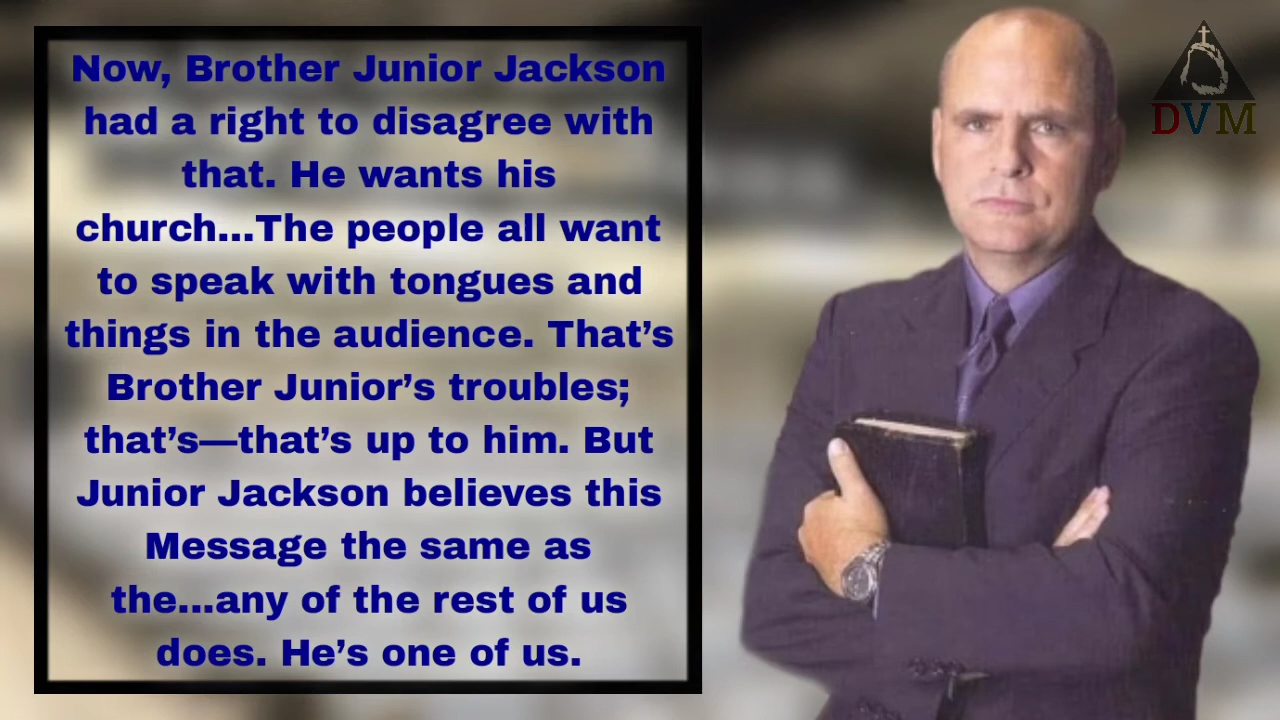 Now, Brother Junior Jackson
had a right to disagree with
that. He wants his
church...The people all want
to speak with tongues and
things in the audience. That's
Brother Junior's troubles;
that's—that's up to him. But
Junior Jackson believes this
Message the same as
the...any of the rest of us
does. He's one of us.
DVM